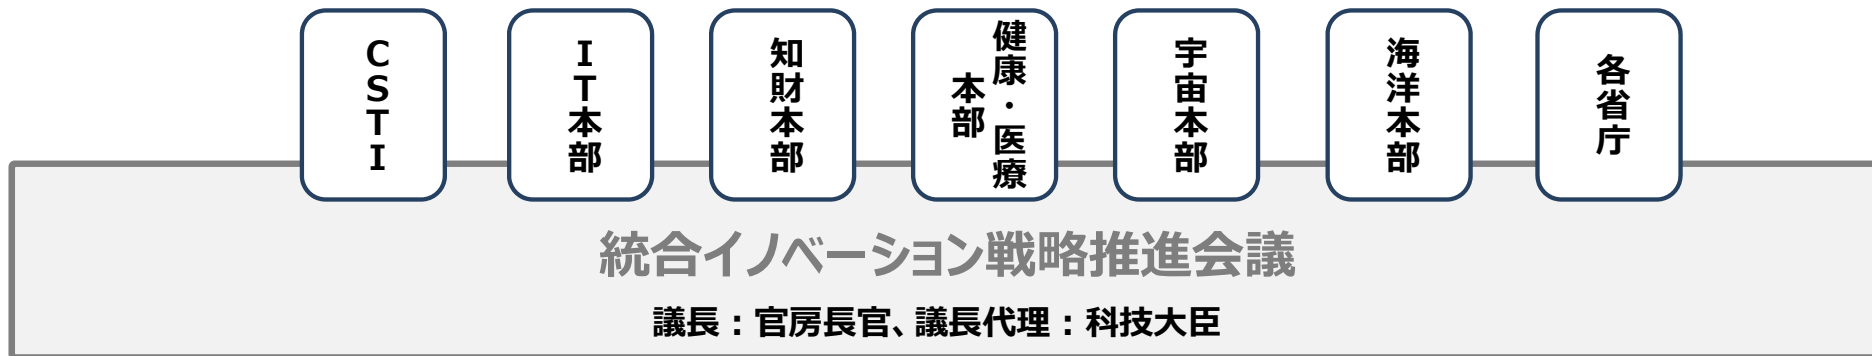 CSTI
IT本部
知財本部
健康・医療
本部
宇宙本部
海洋本部
各省庁
統合イノベーション戦略推進会議
議長：官房長官、議長代理：科技大臣